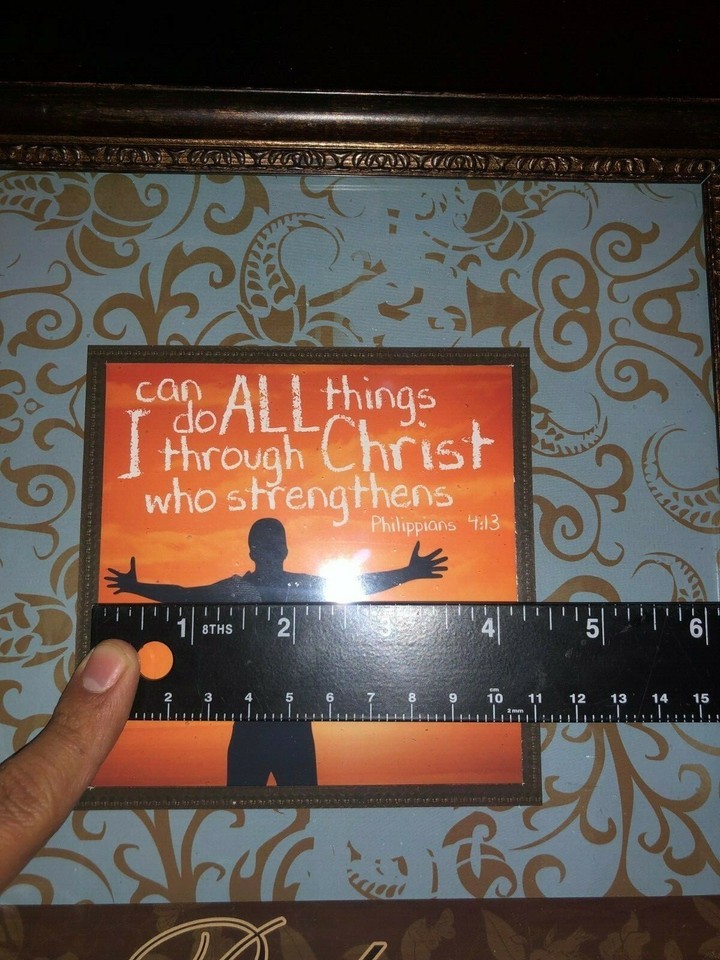 can
do ALL things
I through Christ
who strengthens
Philippians 4:13
1 8THS 2 3 4 5 6
cm
2 3 4 5 6 7 8 9 10 11 12 13 14 15
2 mm